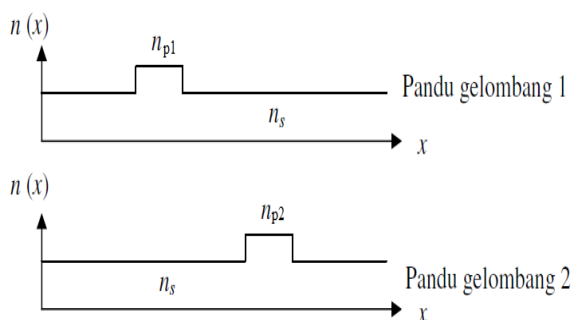 n (x)
n_p1
Pandu gelombang 1
n_s
x
n (x)
n_p2
Pandu gelombang 2
n_s
x